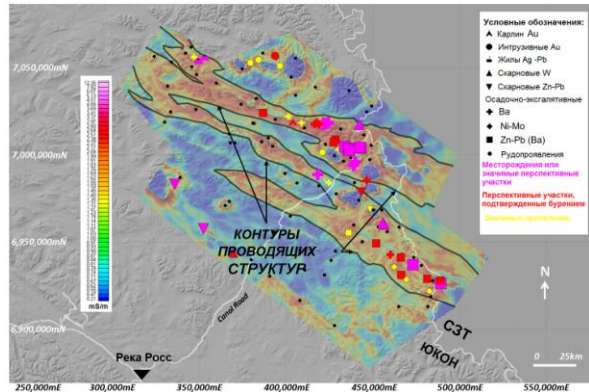 Условные обозначения:
Карлин Au
Интрузивные Au
Жилы Ag -Pb
Скарновые W
Скарновые Zn-Pb
Осадочно-эксгалятивные
Ba
Ni-Mo
Zn-Pb (Ba)
Рудопроявления
Месторождения или
значимые перспективные
участки
Перспективные участки,
подтвержденные бурением
Значимые проявления
7,050,000mN
7,000,000mN
6,950,000mN
6,900,000mN
mS/m
КОНТУРЫ
ПРОВОДЯЩИХ
СТРУКТУР
Canol Road
Река Росс
СЗТ
ЮКОН
N
25km
250,000mE
300,000mE
350,000mE
400,000mE
450,000mE
500,000mE